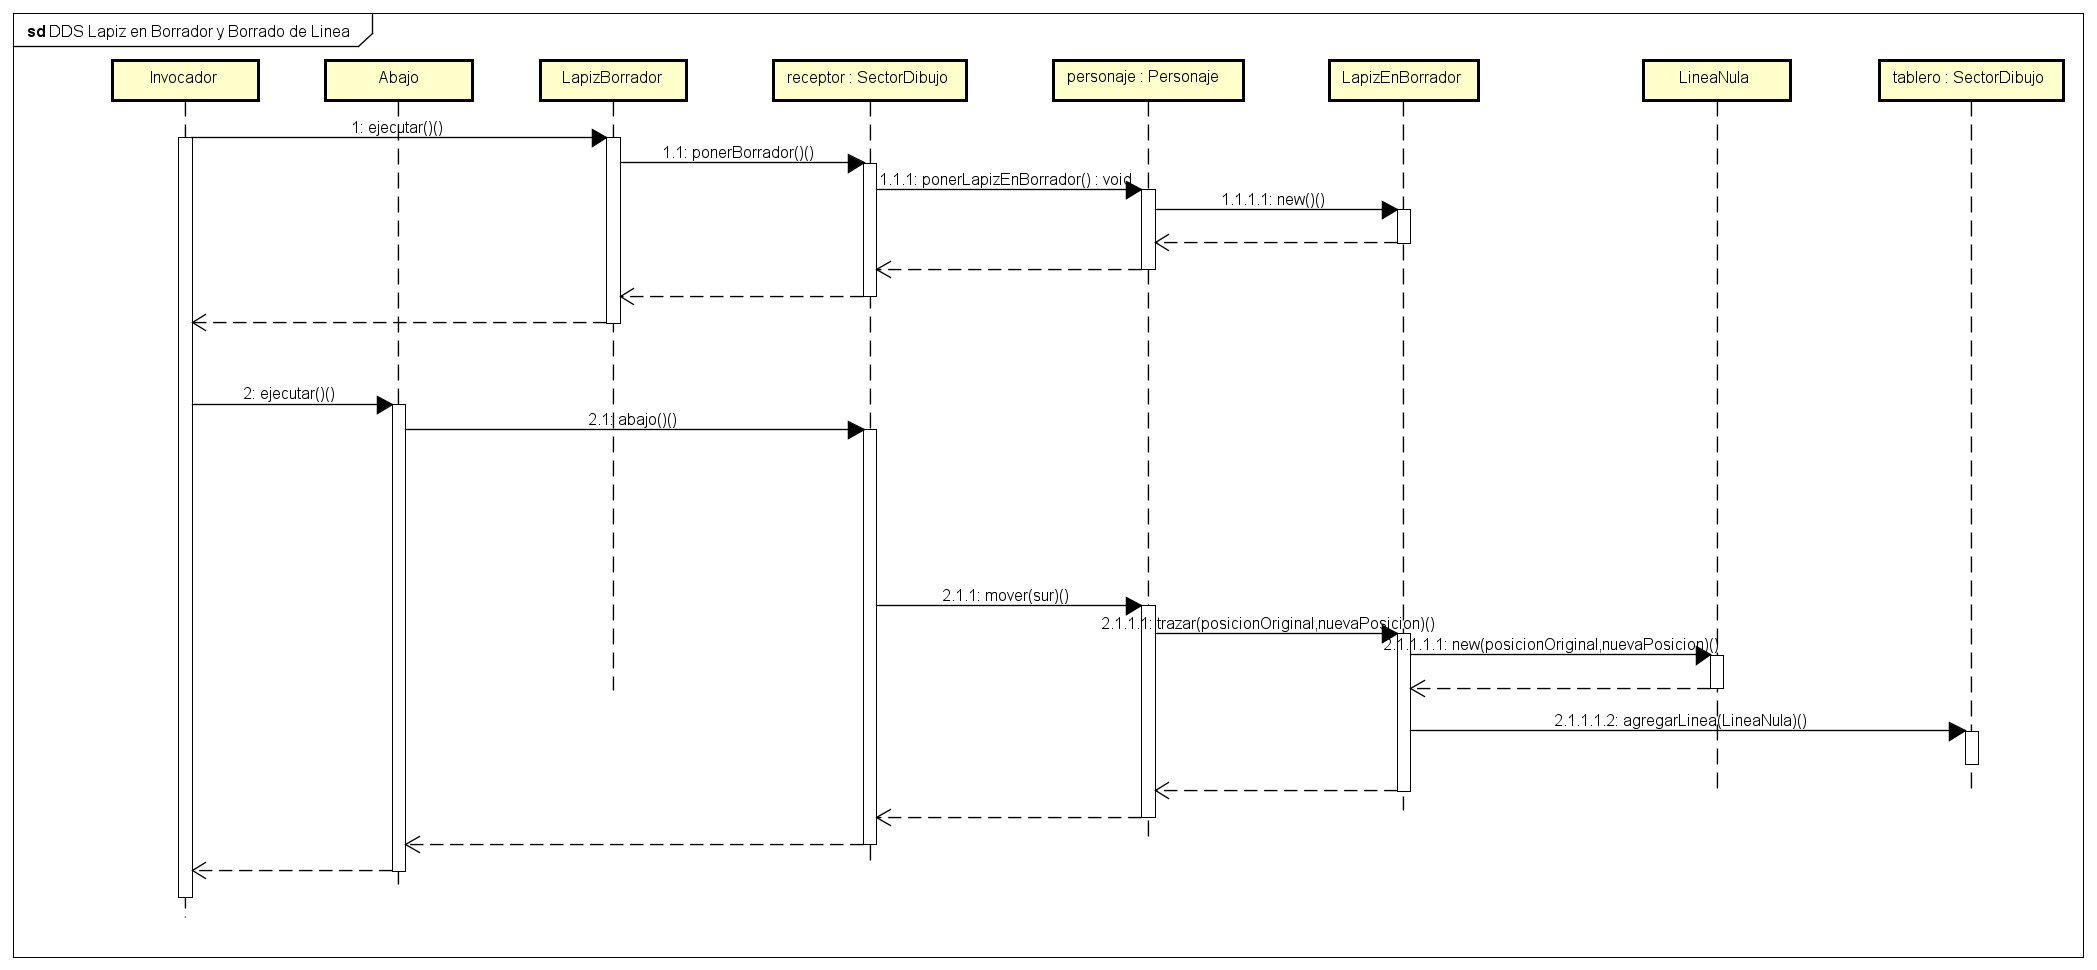 sd DDS Lapiz en Borrador y Borrado de Linea
Invocador
Abajo
LapizBorrador
receptor : SectorDibujo
personaje : Personaje
LapizEnBorrador
LineaNula
tablero : SectorDibujo
1: ejecutar()()
1.1: ponerBorrador()()
1.1.1: ponerLapizEnBorrador() : void
1.1.1.1: new()()
2: ejecutar()()
2.1: abajo()()
2.1.1: mover(sur)()
2.1.1.1: trazar(posicionOriginal,nuevaPosicion)()
2.1.1.1.1: new(posicionOriginal,nuevaPosicion)()
2.1.1.1.2: agregarLinea(LineaNula)()